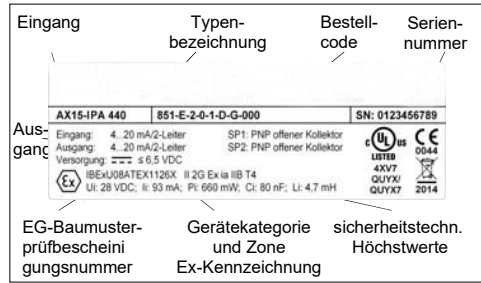 Eingang
Typen-
bezeichnung
Bestell-
code
Serien-
nummer
AX15-IPA 440
851-E-2-0-1-D-G-000
SN: 0123456789
Aus-
gang
Eingang: 4...20 mA/2-Leiter SP1: PNP offener Kollektor
Ausgang: 4...20 mA/2-Leiter SP2: PNP offener Kollektor
Versorgung: ≤ 6,5 VDC
IBExU08ATEX1126X II 2G Ex ia IIB T4
Ui: 28 VDC; Ii: 93 mA; Pi: 660 mW; Ci: 80 nF; Li: 4,7 mH
Ex
c UL us
LISTED
4XV7
QUYX/
QUYX7
CE
0044
2014
EG-Baumuster-
prüfbescheini
gungsnummer
Gerätekategorie
und Zone
Ex-Kennzeichnung
sicherheitstechn.
Höchstwerte